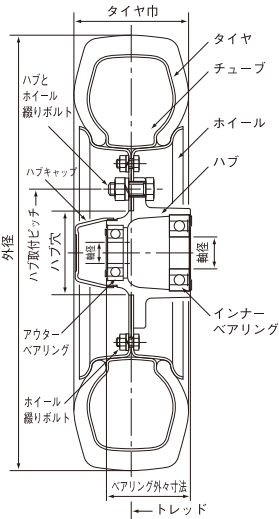 タイヤ巾
タイヤ
チューブ
ハブと
ホイール
綴りボルト
ホイール
ハブ
ハブキャップ
外径
ハブ取付ピッチ
ハブ穴
軸径
軸径
インナー
ベアリング
アウター
ベアリング
ホイール
綴りボルト
ベアリング外々寸法
トレッド